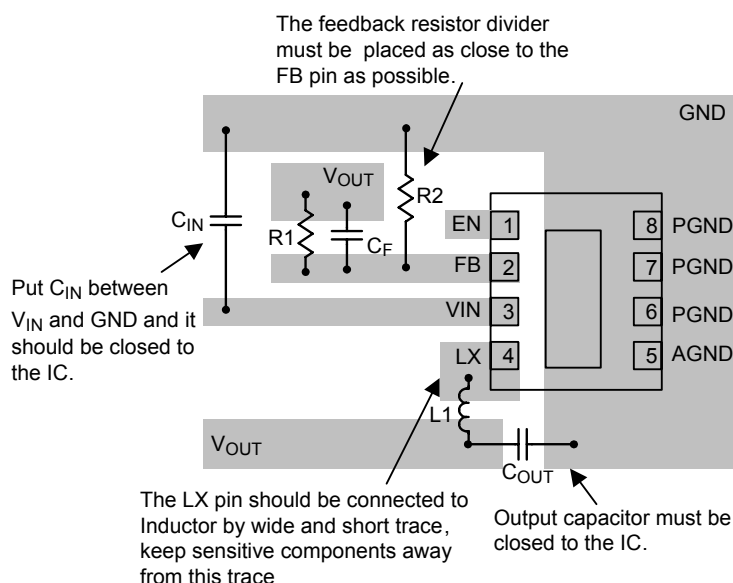 The feedback resistor divider
must be placed as close to the
FB pin as possible.
GND
VOUT
R2
CIN
R1
CF
EN 1
8 PGND
FB 2
7 PGND
VIN 3
6 PGND
LX 4
5 AGND
Put CIN between
VIN and GND and it
should be closed to
the IC.
L1
VOUT
COUT
The LX pin should be connected to
Inductor by wide and short trace,
keep sensitive components away
from this trace
Output capacitor must be
closed to the IC.